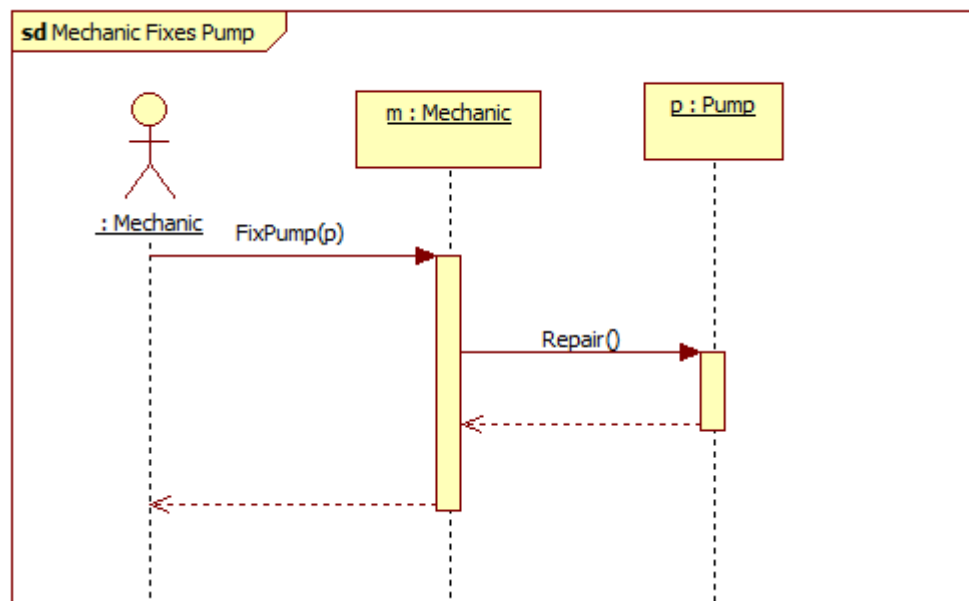 sd Mechanic Fixes Pump
m : Mechanic
p : Pump
: Mechanic
FixPump(p)
Repair()